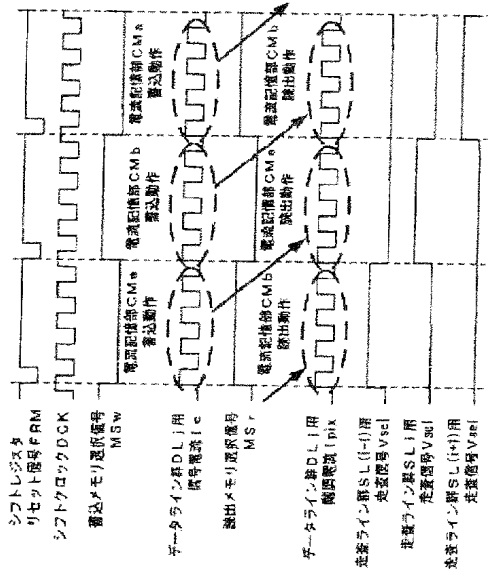 シフトレジスタ
リセット信号FRM
シフトクロックDCK
書込メモリ選択信号
MSw
データライン群DLj用
信号電流Ic
読出メモリ選択信号
MSr
データライン群DLj用
階調電流Ipix
走査ライン群SL(i-1)用
走査信号Vsel
走査ライン群SLi用
走査信号Vsel
走査ライン群SL(i+1)用
走査信号Vsel
電流記憶部CMa
書込動作
電流記憶部CMb
書込動作
電流記憶部CMa
書込動作
電流記憶部CMb
読出動作
電流記憶部CMa
読出動作
電流記憶部CMb
読出動作